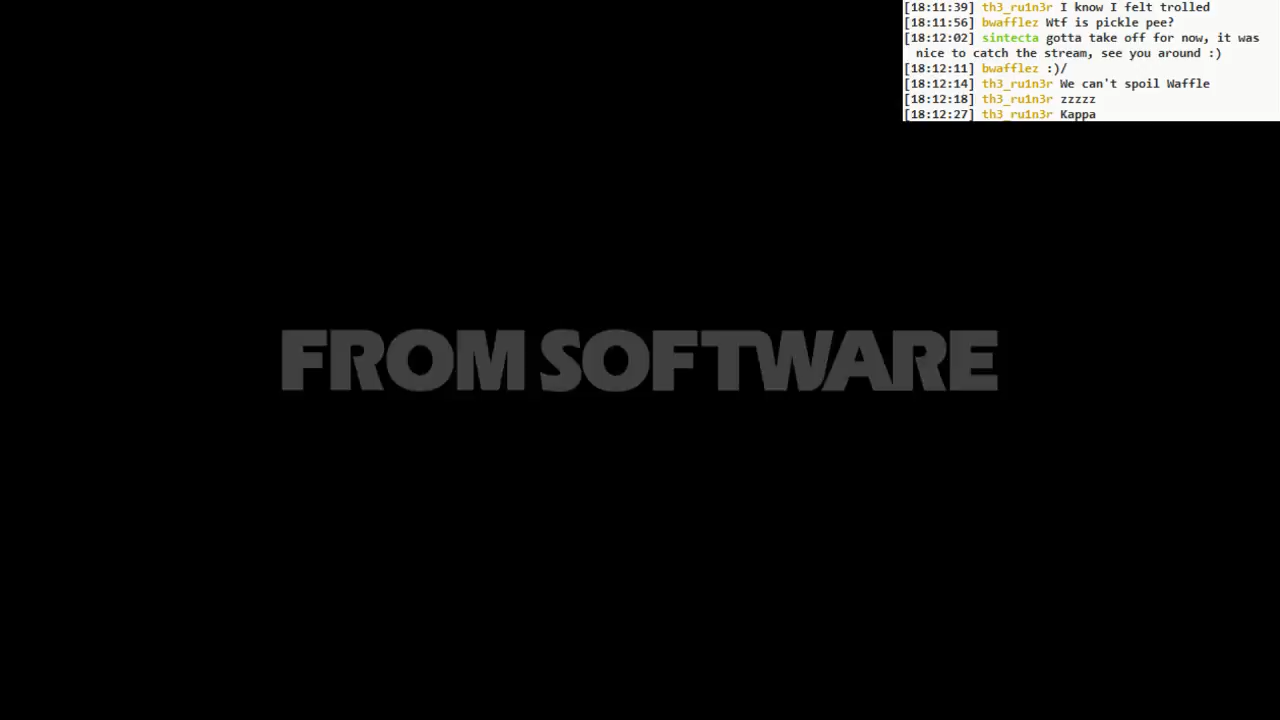 [18:11:39] th3_ru1n3r I know I felt trolled
[18:11:56] bwafflez Wtf is pickle pee?
[18:12:02] sintecta gotta take off for now, it was
nice to catch the stream, see you around :)
[18:12:11] bwafflez :)/
[18:12:14] th3_ru1n3r We can't spoil Waffle
[18:12:18] th3_ru1n3r zzzzz
[18:12:27] th3_ru1n3r Kappa
FROMSOFTWARE